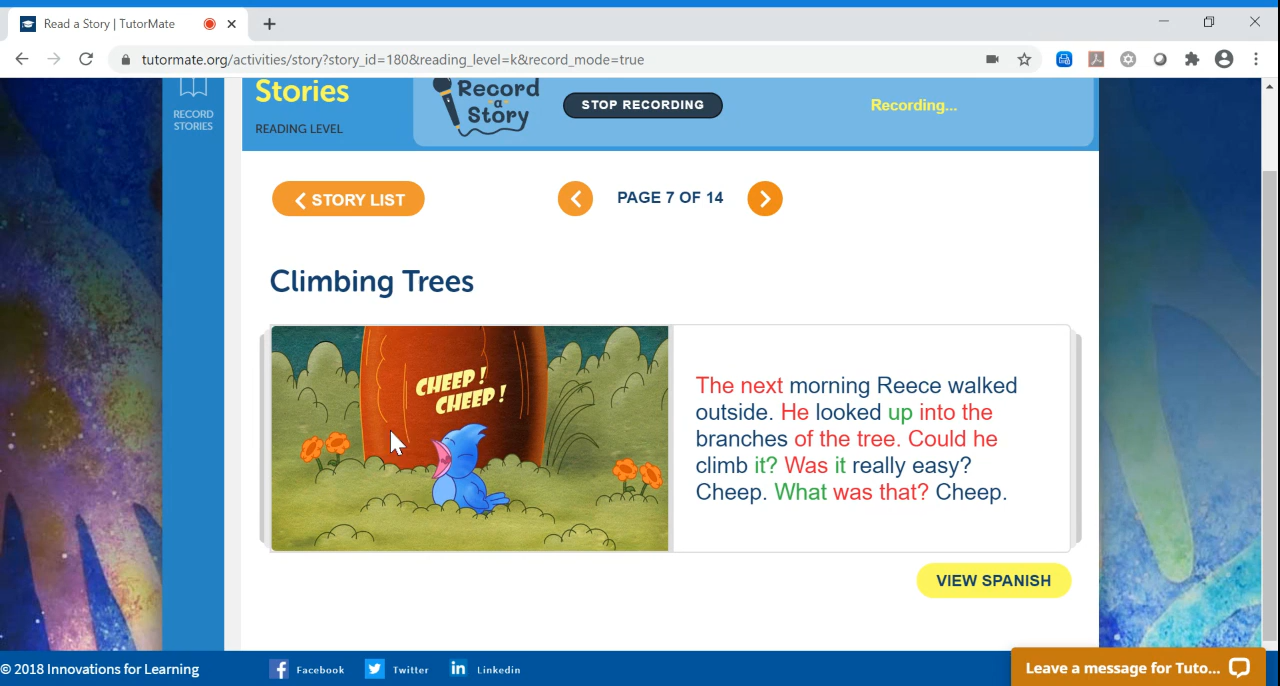 Read a Story | TutorMate
tutormate.org/activities/story?story_id=180&reading_level=k&record_mode=true
RECORD
STORIES
Stories
READING LEVEL
Record
a
Story
STOP RECORDING
Recording...
STORY LIST
PAGE 7 OF 14
Climbing Trees
CHEEP !
CHEEP !
The next morning Reece walked
outside. He looked up into the
branches of the tree. Could he
climb it? Was it really easy?
Cheep. What was that? Cheep.
VIEW SPANISH
© 2018 Innovations for Learning
Facebook
Twitter
Linkedin
Leave a message for Tuto...